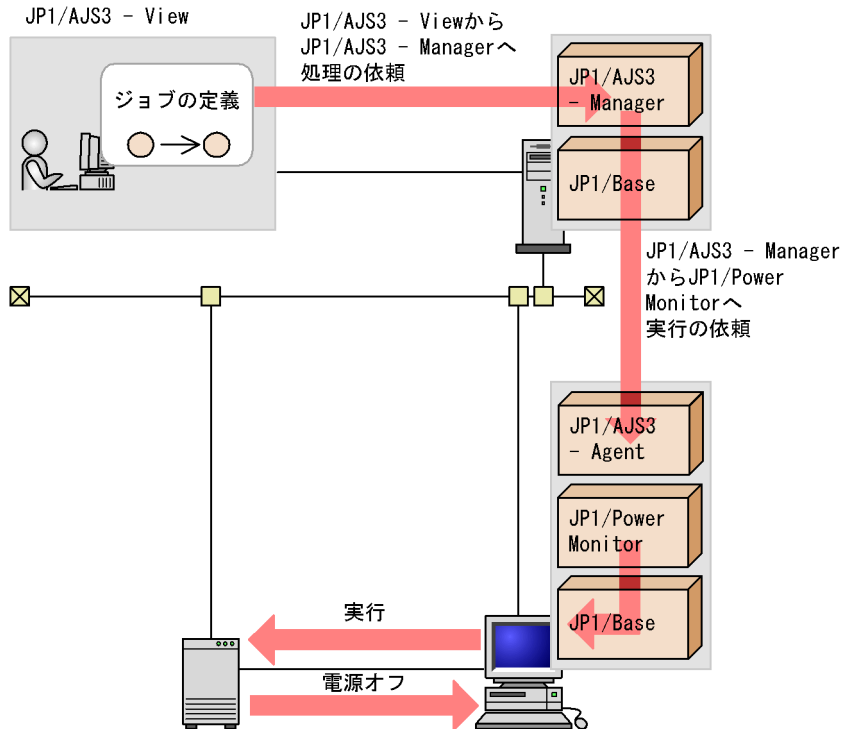 JP1/AJS3 - View
JP1/AJS3 - Viewから
JP1/AJS3 - Managerへ
処理の依頼
ジョブの定義
JP1/AJS3
- Manager
JP1/Base
JP1/AJS3 - Manager
からJP1/Power
Monitorへ
実行の依頼
JP1/AJS3
- Agent
JP1/Power
Monitor
JP1/Base
実行
電源オフ